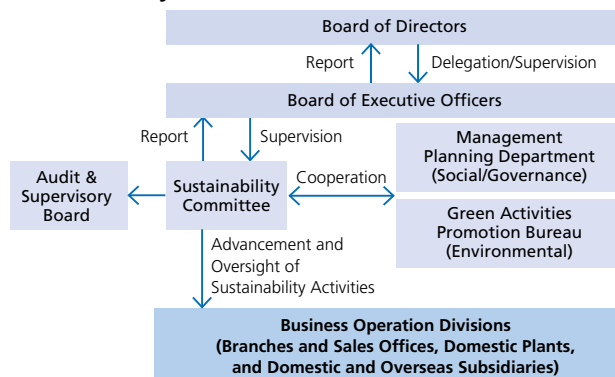 Board of Directors
Report
Delegation/Supervision
Board of Executive Officers
Report
Supervision
Audit &
Supervisory
Board
Sustainability
Committee
Cooperation
Management
Planning Department
(Social/Governance)
Green Activities
Promotion Bureau
(Environmental)
Advancement and
Oversight of
Sustainability Activities
Business Operation Divisions
(Branches and Sales Offices, Domestic Plants,
and Domestic and Overseas Subsidiaries)